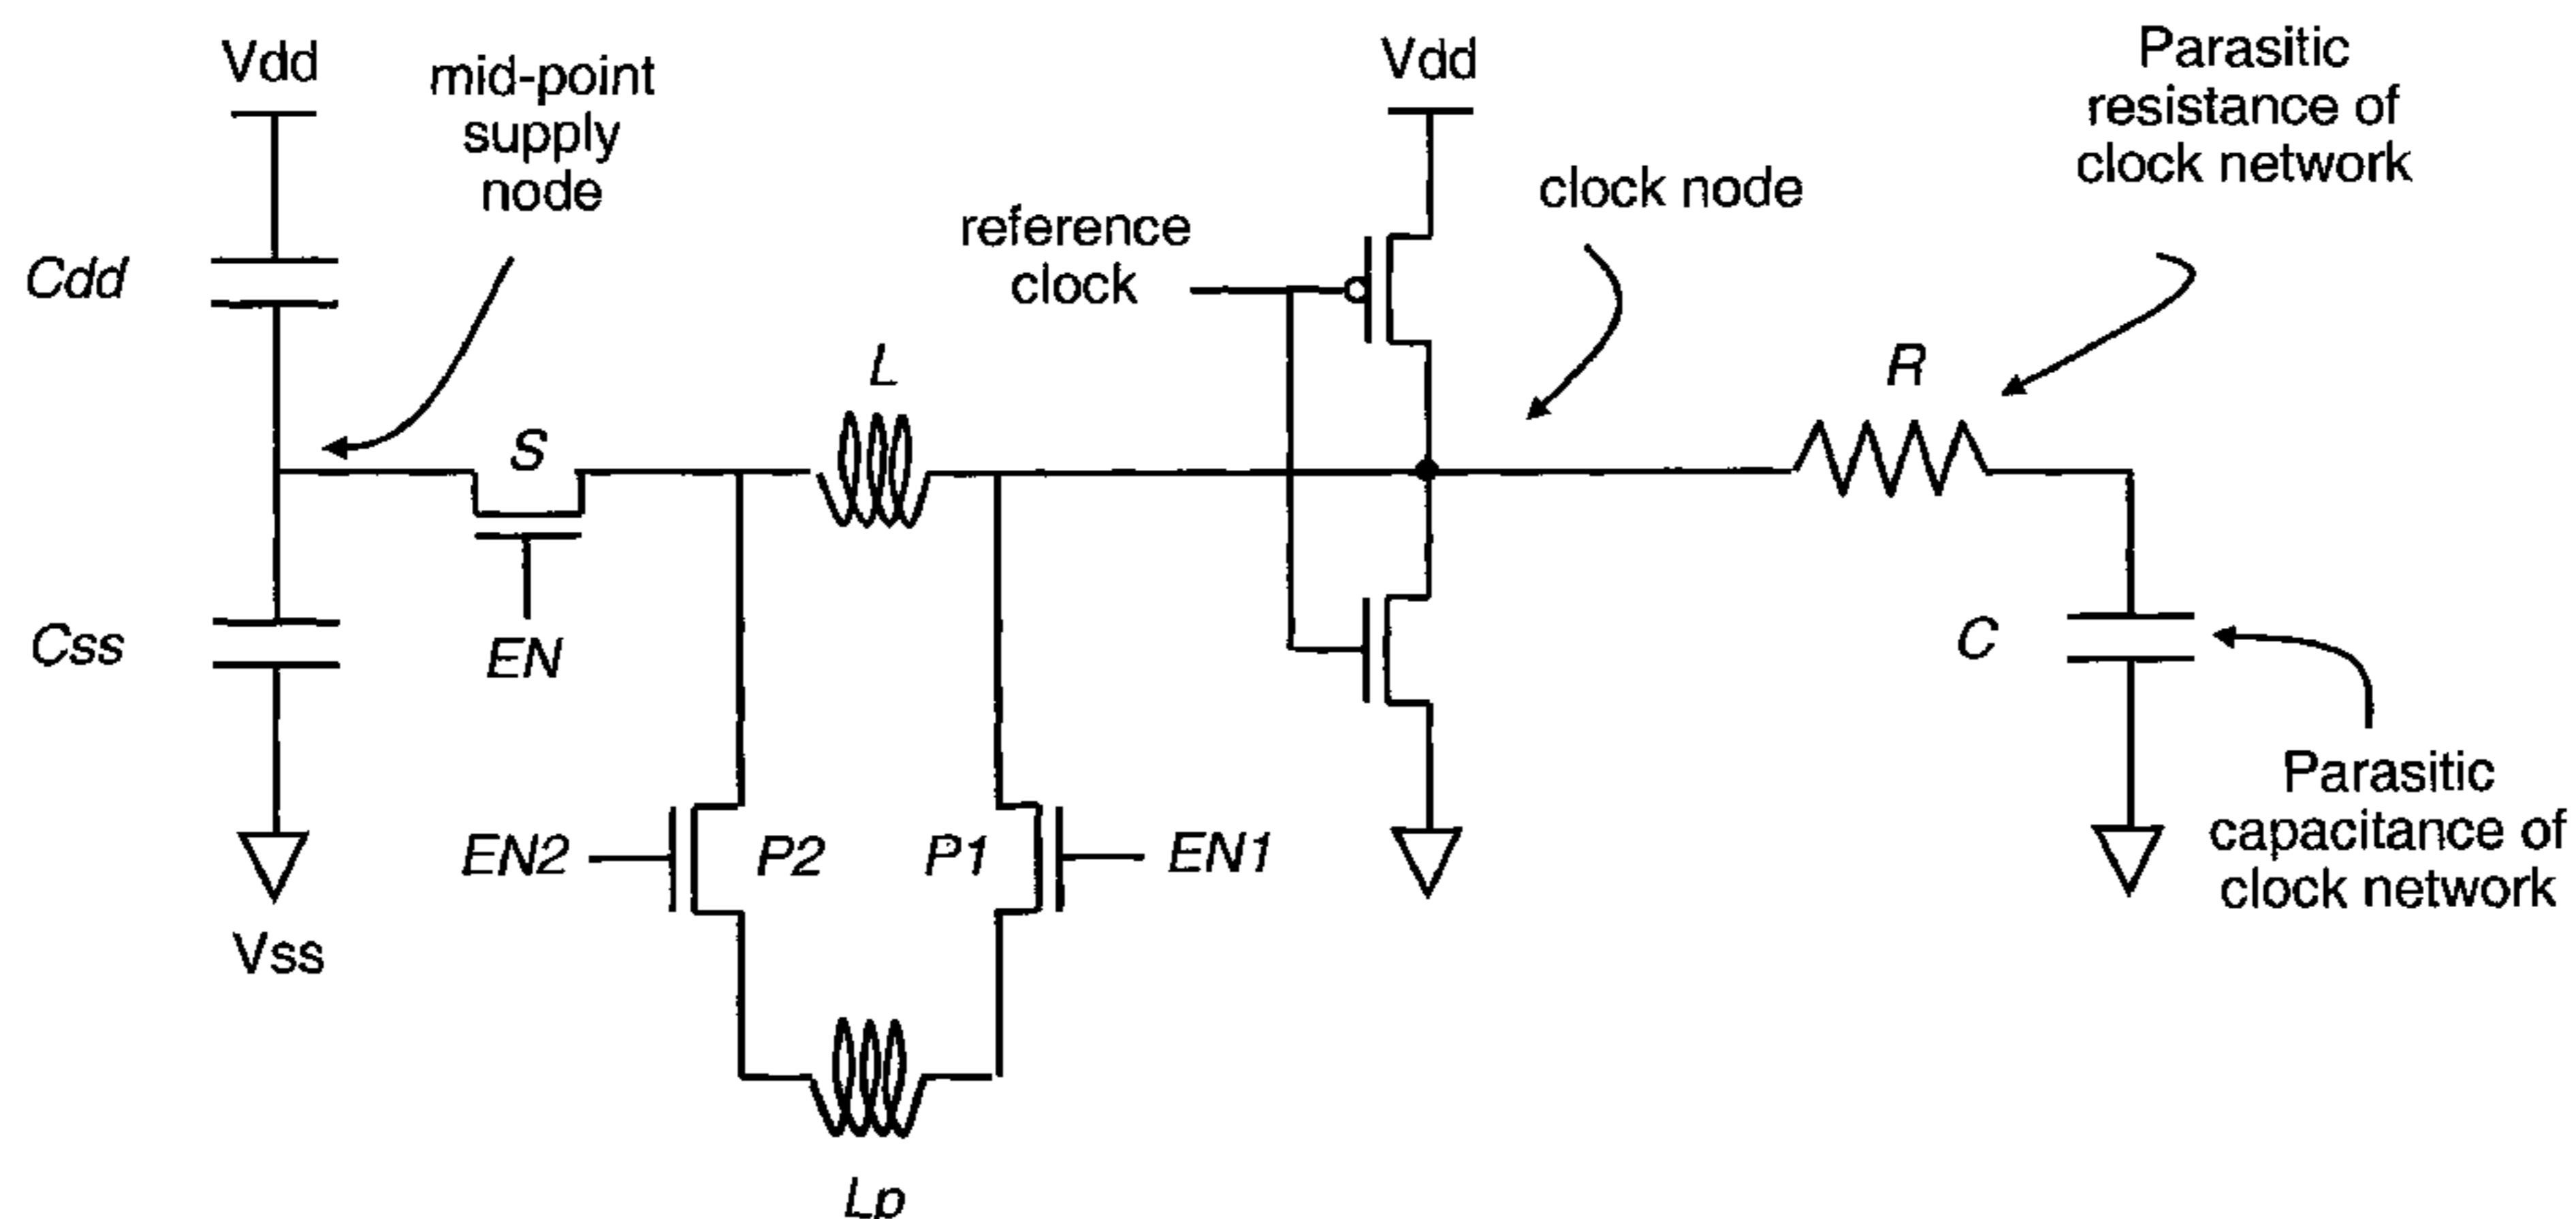 Vdd
mid-point
supply
node
Cdd
Css
Vss
S
EN
L
EN2
P2
P1
EN1
Lp
reference
clock
Vdd
clock node
Parasitic
resistance of
clock network
R
C
Parasitic
capacitance of
clock network